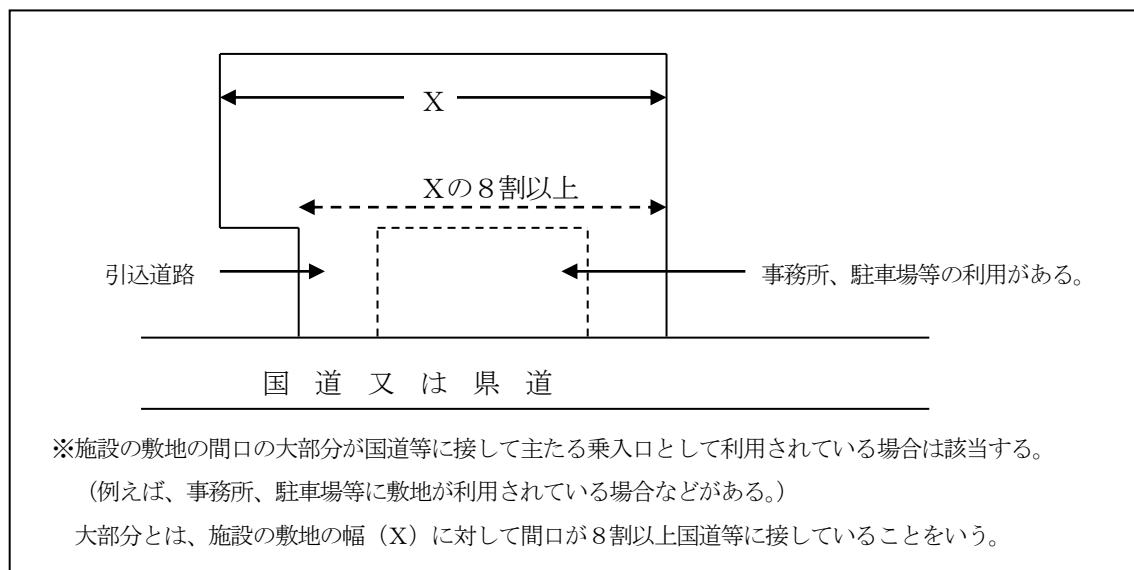 X
Xの８割以上
引込道路
事務所、駐車場等の利用がある。
国　道　又　は　県　道
※施設の敷地の間口の大部分が国道等に接して主たる乗入口として利用されている場合は該当する。
（例えば、事務所、駐車場等に敷地が利用されている場合などがある。）
大部分とは、施設の敷地の幅（X）に対して間口が８割以上国道等に接していることをいう。